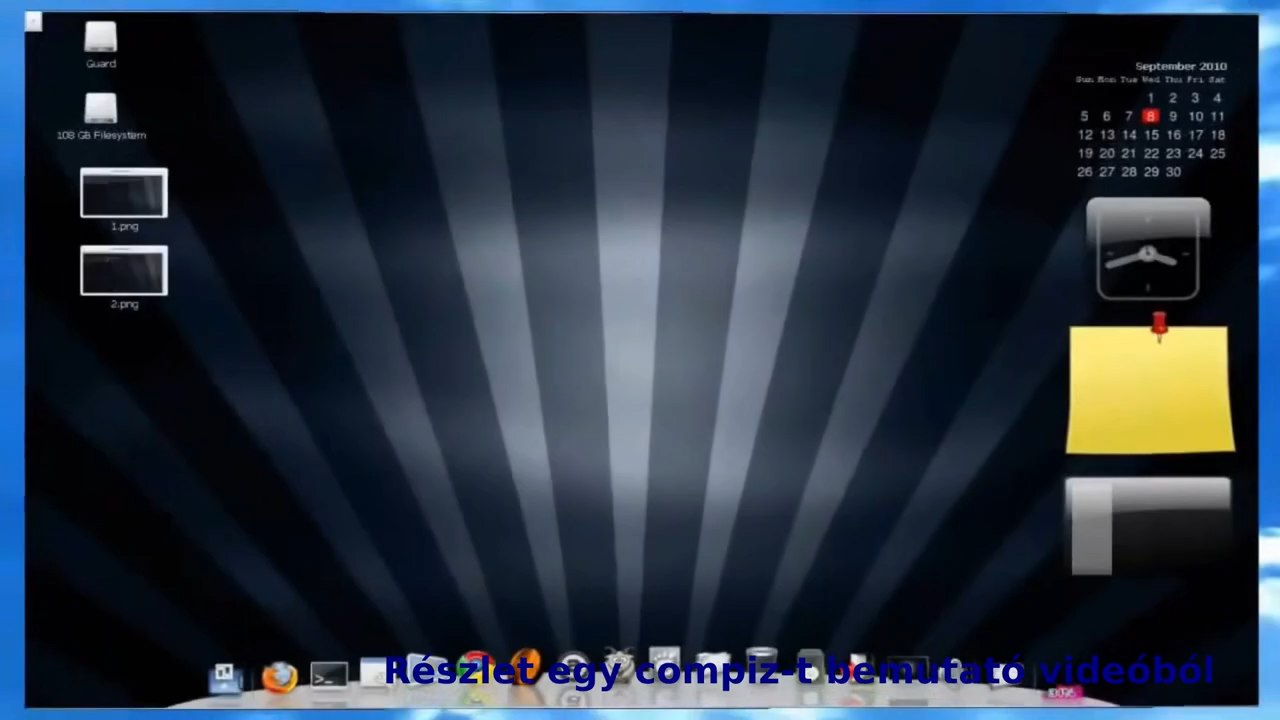 Guard
108 GB Filesystem
1.png
2.png
September 2010
Sun Mon Tue Wed Thu Fri Sat
1 2 3 4
5 6 7 8 9 10 11
12 13 14 15 16 17 18
19 20 21 22 23 24 25
26 27 28 29 30
>_
Részlet egy compiz-t bemutató videóból